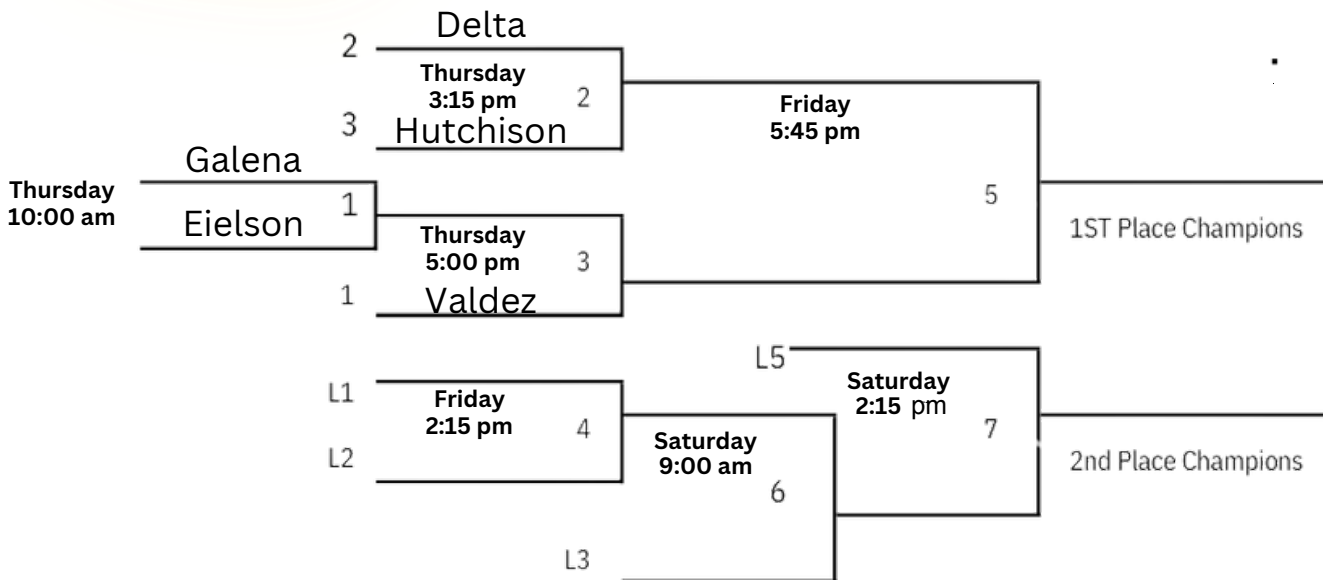 Delta
2
Thursday
3:15 pm
2
Friday
5:45 pm
3
Hutchison
Galena
Thursday
10:00 am
1
5
Eielson
1ST Place Champions
Thursday
5:00 pm
3
1
Valdez
L5
L1
Saturday
2:15 pm
Friday
2:15 pm
4
7
Saturday
9:00 am
L2
2nd Place Champions
6
L3